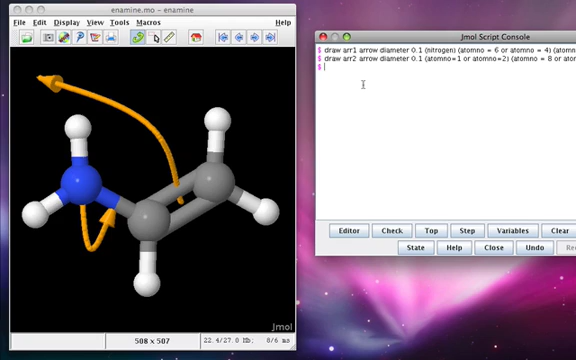 enamine.mo - enamine
File Edit Display View Tools Macros Help
Jmol
508 x 507 22.4/27.0 Mb; 8/6 ms
Jmol Script Console
$ draw arr1 arrow diameter 0.1 (nitrogen) (atomno = 6 or atomno = 4) (atomn
$ draw arr2 arrow diameter 0.1 (atomno=1 or atomno=2) (atomno = 8 or atom
$
Editor Check Top Step Variables Clear
State Help Close Undo Re